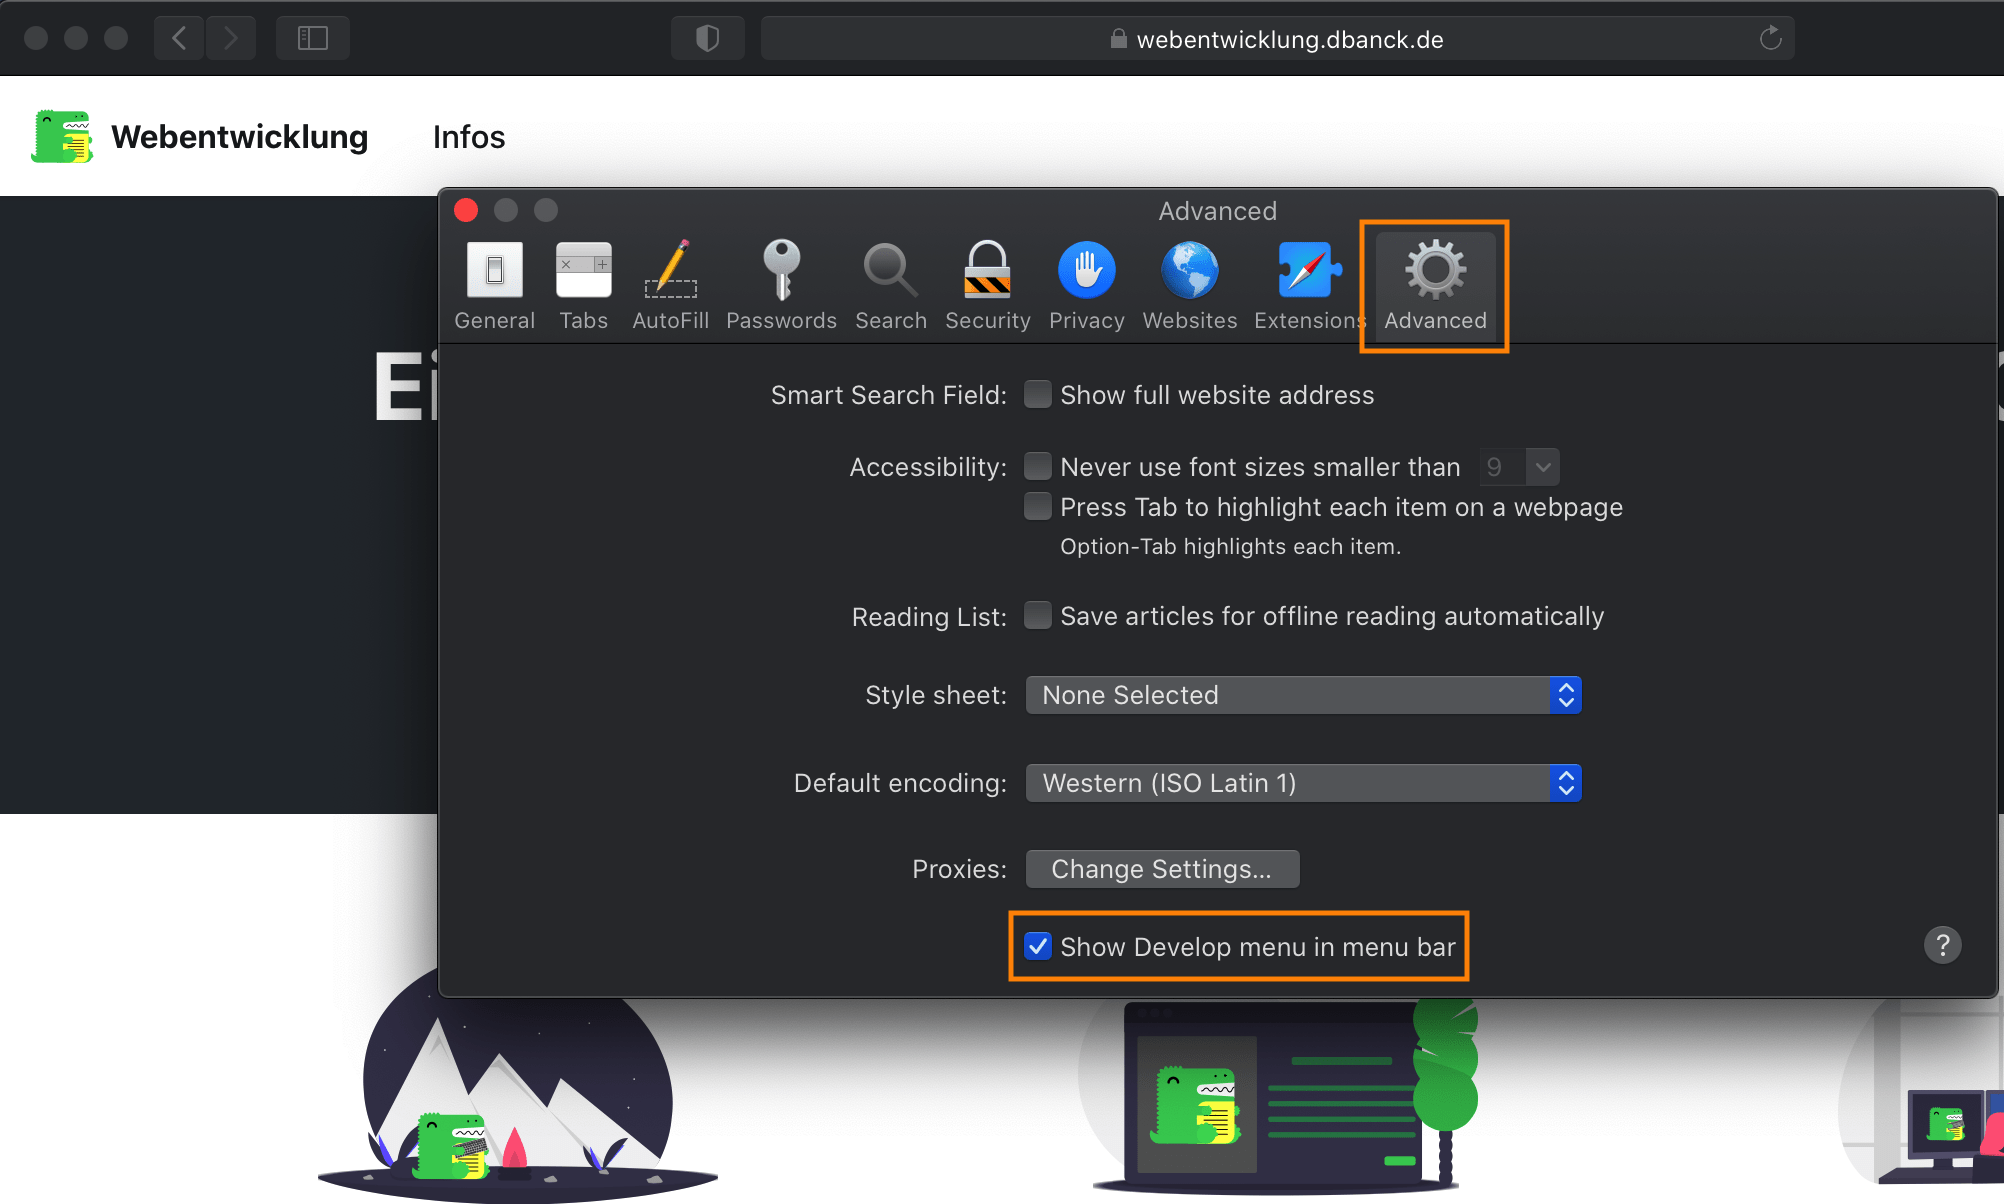 webentwicklung.dbanck.de
Webentwicklung Infos
Advanced
General Tabs AutoFill Passwords Search Security Privacy Websites Extensions Advanced
Ei
Smart Search Field: Show full website address
Accessibility: Never use font sizes smaller than 9
Press Tab to highlight each item on a webpage
Option-Tab highlights each item.
Reading List: Save articles for offline reading automatically
Style sheet: None Selected
Default encoding: Western (ISO Latin 1)
Proxies: Change Settings...
Show Develop menu in menu bar
?